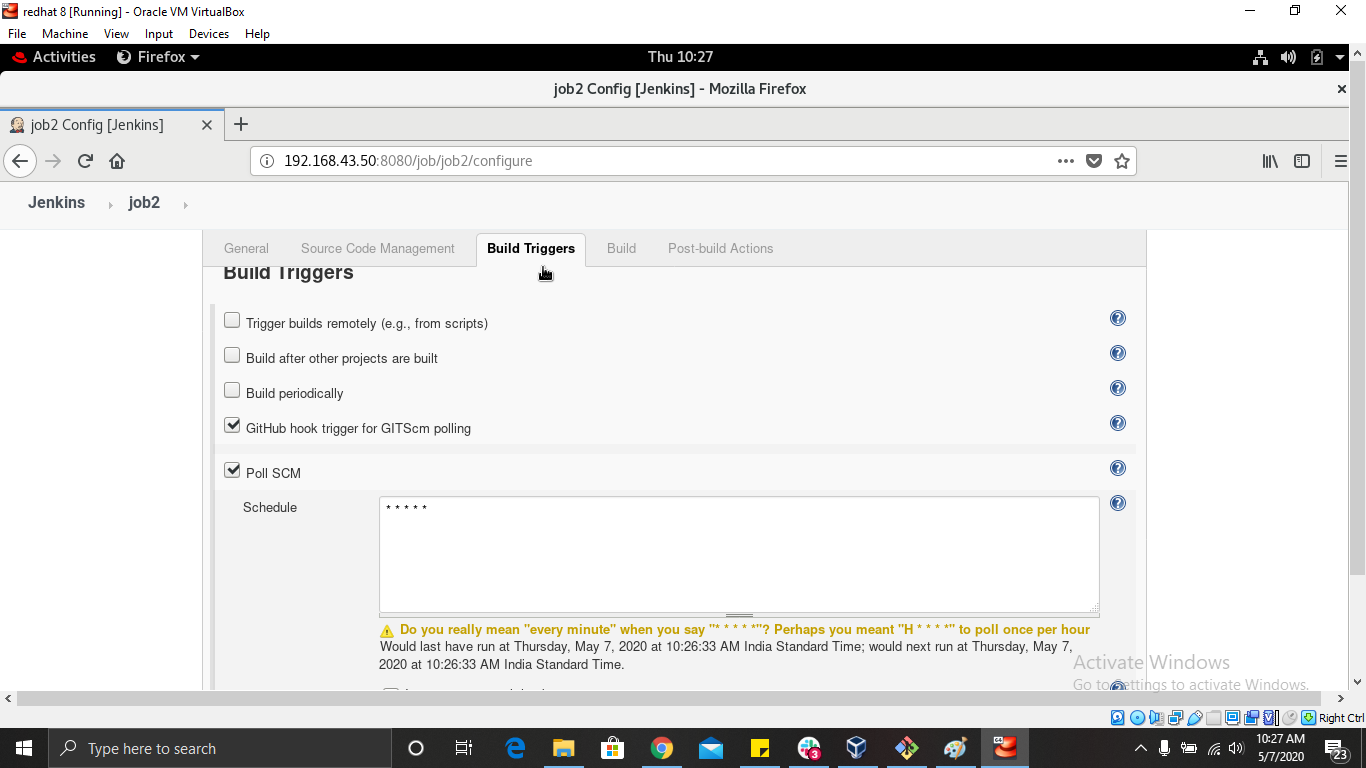 redhat 8 [Running] - Oracle VM VirtualBox
File Machine View Input Devices Help
Activities Firefox Thu 10:27
job2 Config [Jenkins] - Mozilla Firefox
job2 Config [Jenkins]
192.168.43.50:8080/job/job2/configure
Jenkins job2
General Source Code Management Build Triggers Build Post-build Actions
Build Triggers
Trigger builds remotely (e.g., from scripts)
Build after other projects are built
Build periodically
GitHub hook trigger for GITScm polling
Poll SCM
Schedule
* * * * *
Do you really mean "every minute" when you say "* * * * *"? Perhaps you meant "H * * * *" to poll once per hour
Would last have run at Thursday, May 7, 2020 at 10:26:33 AM India Standard Time; would next run at Thursday, May 7,
2020 at 10:26:33 AM India Standard Time.
Activate Windows
Go to Settings to activate Windows.
Right Ctrl
Type here to search
3
10:27 AM
5/7/2020
23